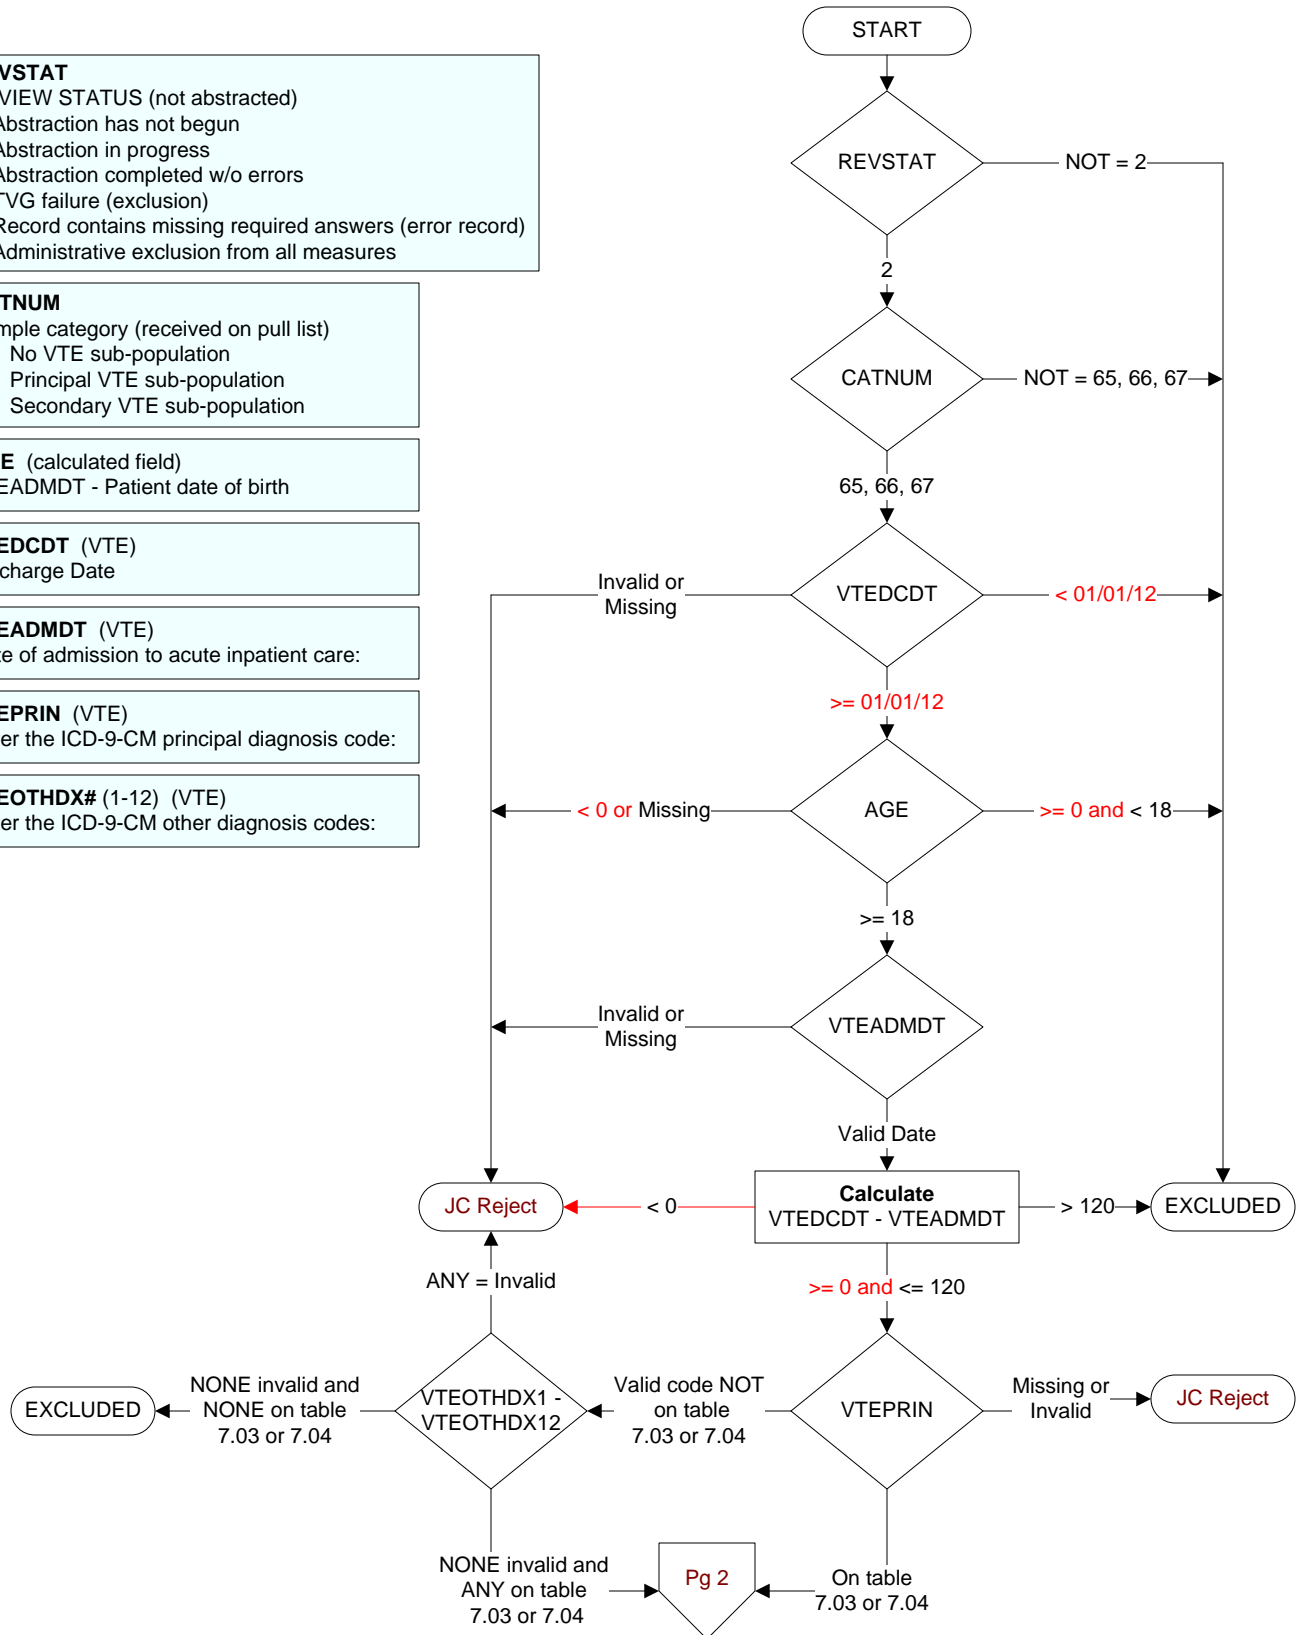 START
VSTAT
VIEW STATUS (not abstracted)
Abstraction has not begun
Abstraction in progress
Abstraction completed w/o errors
TVG failure (exclusion)
Record contains missing required answers (error record)
Administrative exclusion from all measures
REVSTAT
NOT = 2
2
TNUM
mple category (received on pull list)
No VTE sub-population
Principal VTE sub-population
Secondary VTE sub-population
CATNUM
NOT = 65, 66, 67
65, 66, 67
E (calculated field)
EADMDT - Patient date of birth
EDCDT (VTE)
charge Date
Invalid or
Missing
VTEDCDT
< 01/01/12
>= 01/01/12
EADMDT (VTE)
te of admission to acute inpatient care:
EPRIN (VTE)
er the ICD-9-CM principal diagnosis code:
EOTHDX# (1-12) (VTE)
er the ICD-9-CM other diagnosis codes:
< 0 or Missing
AGE
>= 0 and < 18
>= 18
Invalid or
Missing
VTEADMDT
Valid Date
JC Reject
< 0
Calculate
VTEDCDT - VTEADMDT
> 120
EXCLUDED
ANY = Invalid
>= 0 and <= 120
EXCLUDED
NONE invalid and
NONE on table
7.03 or 7.04
VTEOTHDX1 -
VTEOTHDX12
Valid code NOT
on table
7.03 or 7.04
VTEPRIN
Missing or
Invalid
JC Reject
NONE invalid and
ANY on table
7.03 or 7.04
Pg 2
On table
7.03 or 7.04